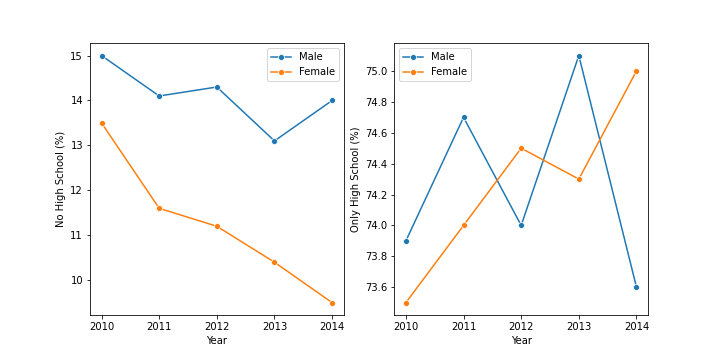 No High School (%)
15
14
13
12
11
10
Male
Female
2010 2011 2012 2013 2014
Year
Only High School (%)
75.0
74.8
74.6
74.4
74.2
74.0
73.8
73.6
Male
Female
2010 2011 2012 2013 2014
Year